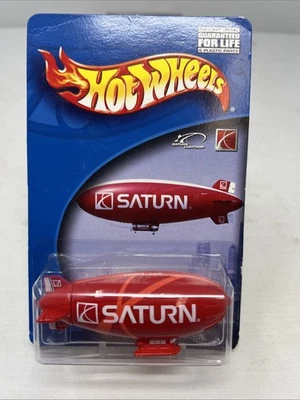 GUARANTEED
FOR LIFE
Hot Wheels
SATURN.
SATURN.